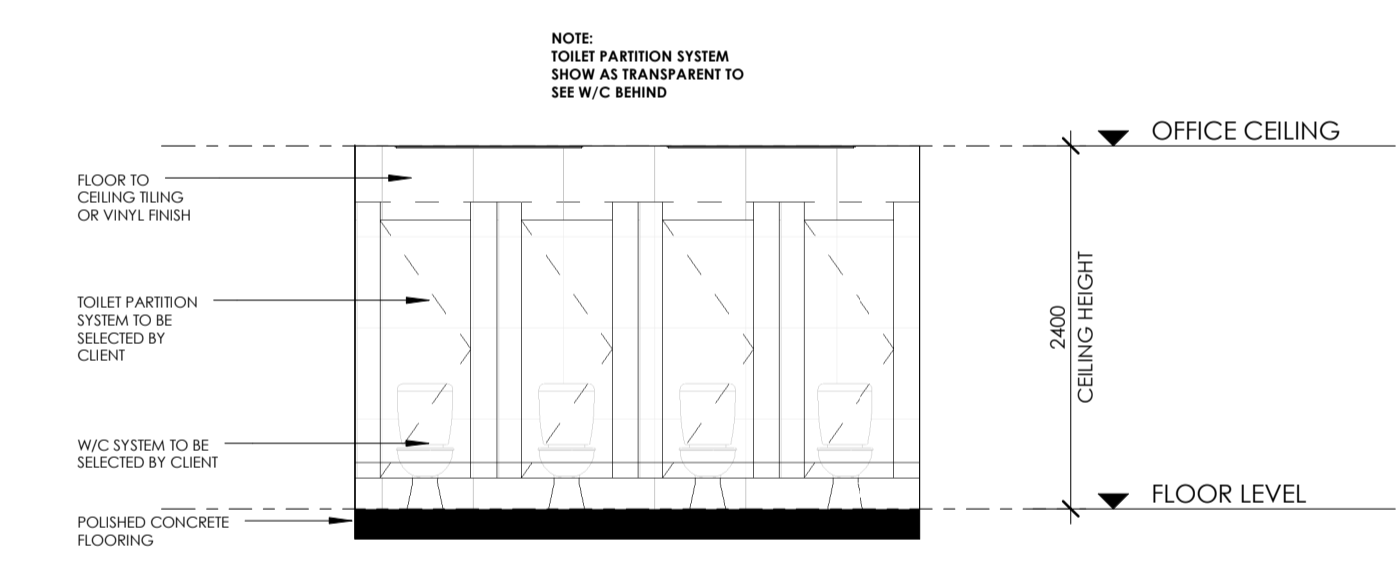 NOTE:
TOILET PARTITION SYSTEM
SHOW AS TRANSPARENT TO
SEE W/C BEHIND
OFFICE CEILING
FLOOR TO
CEILING TILING
OR VINYL FINISH
TOILET PARTITION
SYSTEM TO BE
SELECTED BY
CLIENT
2400
CEILING HEIGHT
W/C SYSTEM TO BE
SELECTED BY CLIENT
FLOOR LEVEL
POLISHED CONCRETE
FLOORING